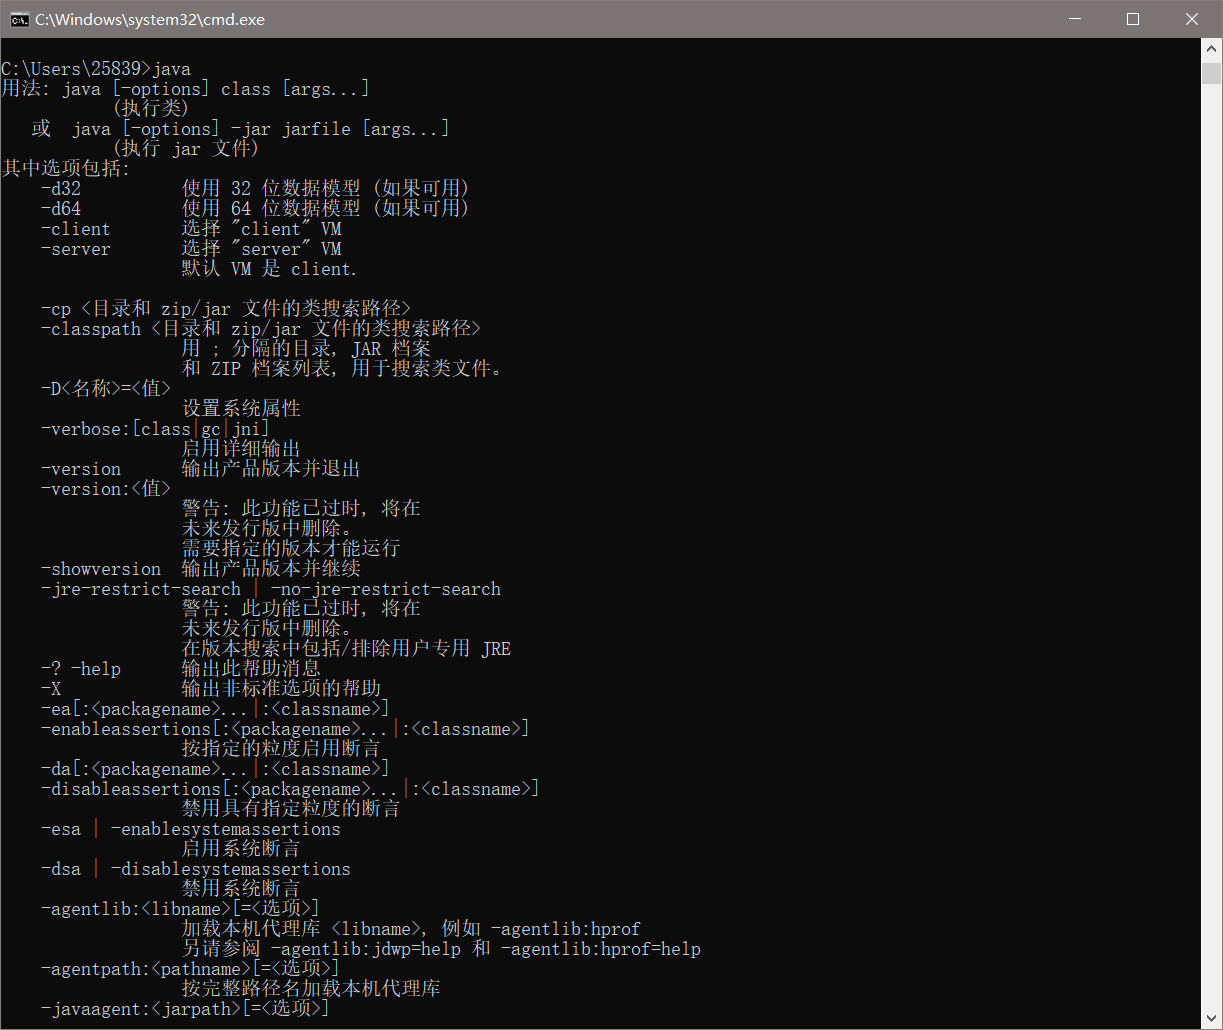 C:\Windows\system32\cmd.exe
C:\Users\25839>java
用法: java [-options] class [args...]
(执行类)
或  java [-options] -jar jarfile [args...]
(执行 jar 文件)
其中选项包括:
-d32 使用 32 位数据模型 (如果可用)
-d64 使用 64 位数据模型 (如果可用)
-client 选择 "client" VM
-server 选择 "server" VM
默认 VM 是 client.
-cp <目录和 zip/jar 文件的类搜索路径>
-classpath <目录和 zip/jar 文件的类搜索路径>
用 ; 分隔的目录, JAR 档案
和 ZIP 档案列表, 用于搜索类文件。
-D<名称>=<值>
设置系统属性
-verbose:[class|gc|jni]
启用详细输出
-version 输出产品版本并退出
-version:<值>
警告: 此功能已过时, 将在
未来发行版中删除。
需要指定的版本才能运行
-showversion 输出产品版本并继续
-jre-restrict-search | -no-jre-restrict-search
警告: 此功能已过时, 将在
未来发行版中删除。
在版本搜索中包括/排除用户专用 JRE
-? -help 输出此帮助消息
-X 输出非标准选项的帮助
-ea[:<packagename>...|:<classname>]
-enableassertions[:<packagename>...|:<classname>]
按指定的粒度启用断言
-da[:<packagename>...|:<classname>]
-disableassertions[:<packagename>...|:<classname>]
禁用具有指定粒度的断言
-esa | -enablesystemassertions
启用系统断言
-dsa | -disablesystemassertions
禁用系统断言
-agentlib:<libname>[=<选项>]
加载本机代理库 <libname>, 例如 -agentlib:hprof
另请参阅 -agentlib:jdwp=help 和 -agentlib:hprof=help
-agentpath:<pathname>[=<选项>]
按完整路径名加载本机代理库
-javaagent:<jarpath>[=<选项>]